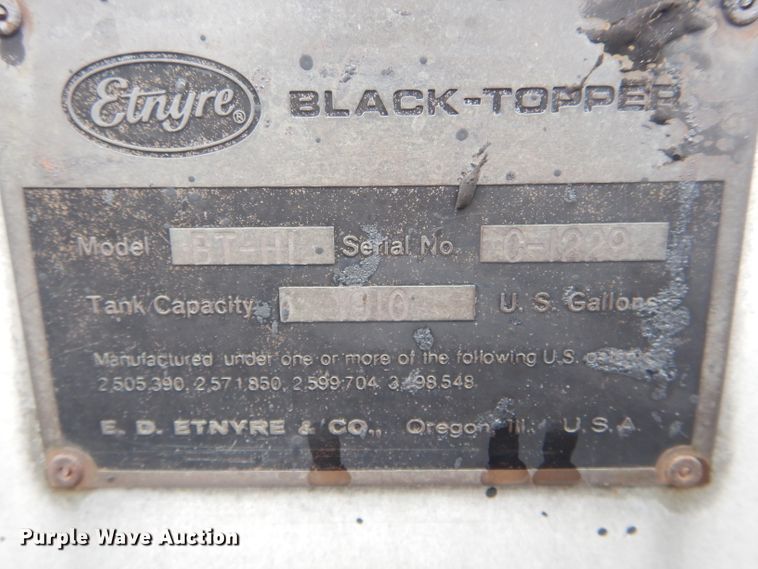 Etnyre® BLACK-TOPPER
Model BT-HL Serial No. C-1229
Tank Capacity U. S. Gallons
Manufactured under one or more of the following U.S.
2,505,390, 2,571,850, 2,599,704,
E. D. ETNYRE & CO., Oregon, Ill., U.S.A.
Purple Wave Auction